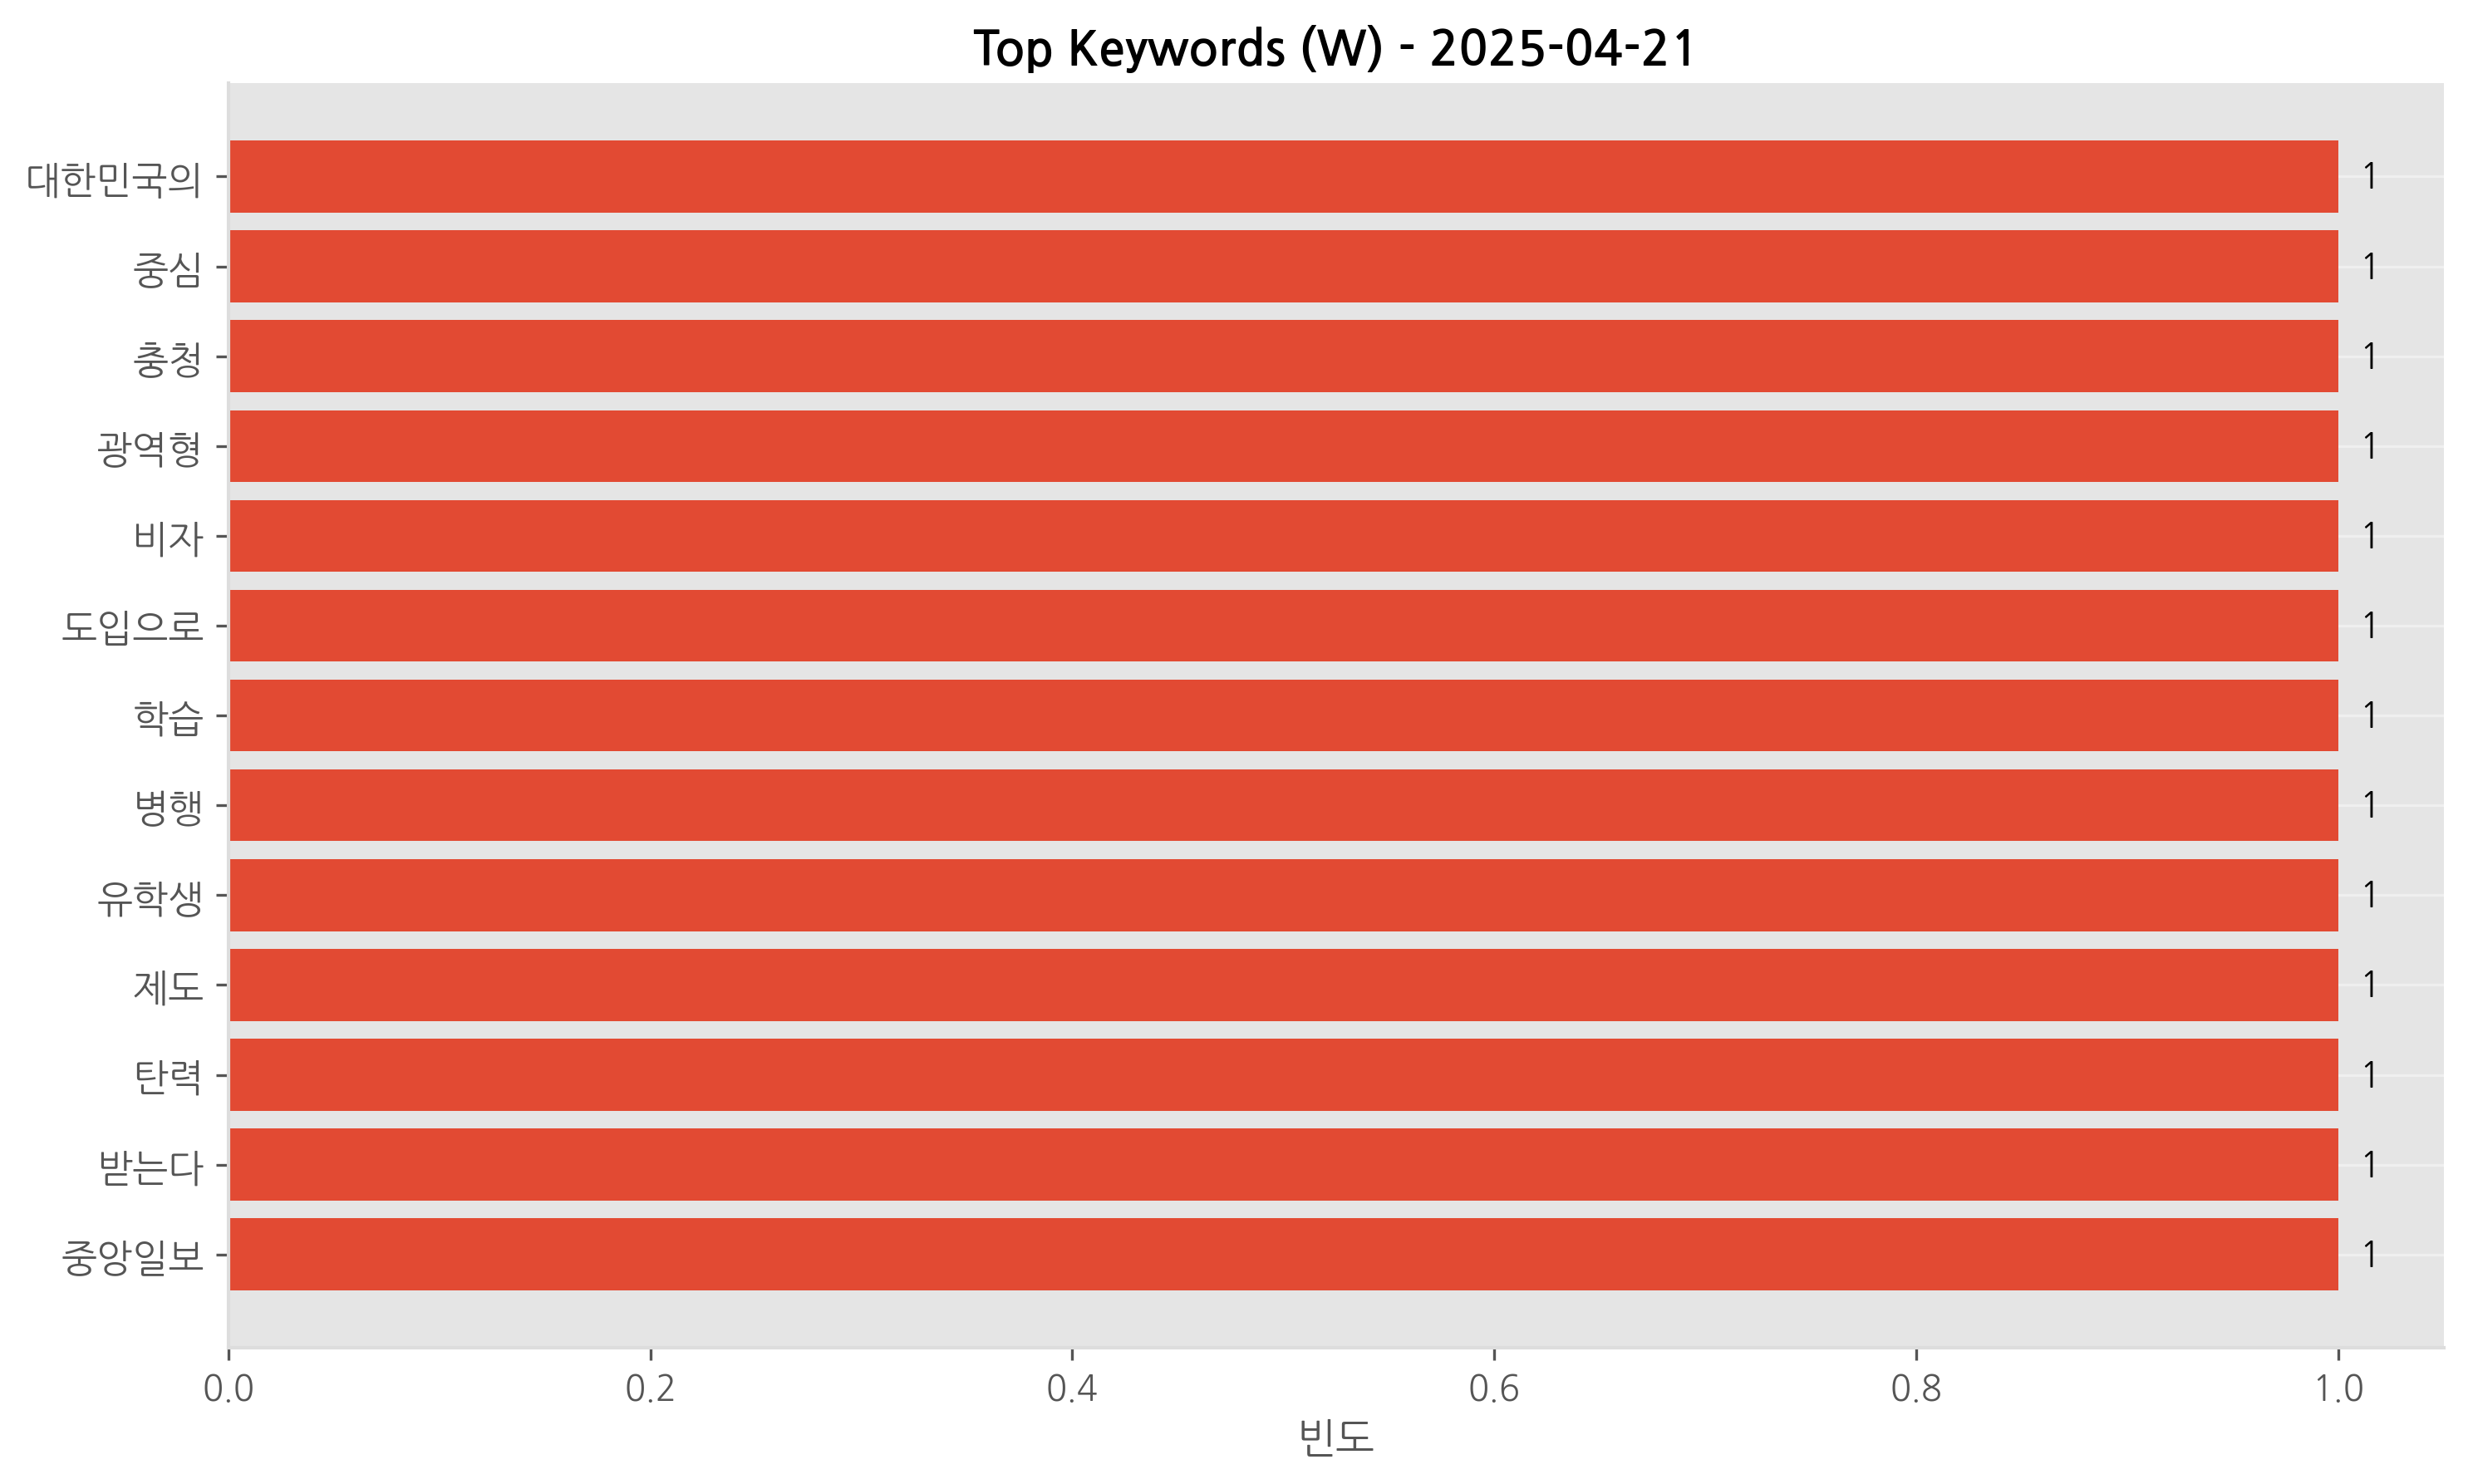 Top Keywords (W) - 2025-04-21
대한민국의 1
중심 1
충청 1
광역형 1
비자 1
도입으로 1
학습 1
병행 1
유학생 1
제도 1
탄력 1
받는다 1
중앙일보 1
0.0 0.2 0.4 0.6 0.8 1.0
빈도